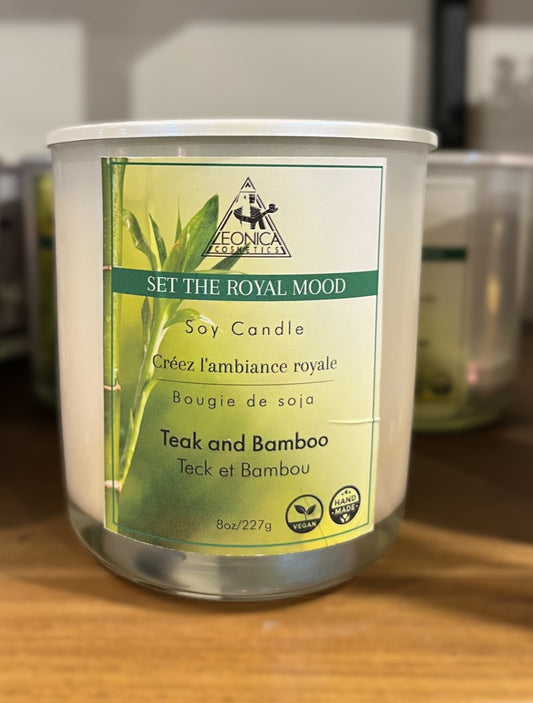 LEONICA
COSMETICS
SET THE ROYAL MOOD
Soy Candle
Créez l'ambiance royale
Bougie de soja
Teak and Bamboo
Teck et Bambou
8oz/227g
VEGAN
HAND
MADE